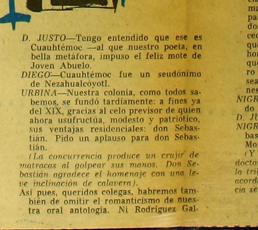 D. JUSTO—Tengo entendido que ese es
Cuauhtémoc —al que nuestro poeta, en
bella metáfora, impuso el feliz mote de
Joven Abuelo.
DIEGO—Cuauhtémoc fue un seudónimo
de Nezahualcóyotl.
URBINA—Nuestra colonia, como todos sa-
bemos, se fundó tardíamente: a fines ya
del XIX, gracias al celo previsor de quien
ahora usufructúa, modesto y patriótico,
sus ventajas residenciales: don Sebas-
tián. Pido un aplauso para don Sebas-
tián.
(La concurrencia produce un crujir de
matracas al golpear sus manos. Don Se-
bastián agradece el homenaje con una le-
ve inclinación de calavera).
Así pues, queridos colegas, habremos tam-
bién de omitir el romanticismo de nues-
tra oral antología. Ni Rodríguez Gal-
NIGR
D. JU
NIGR